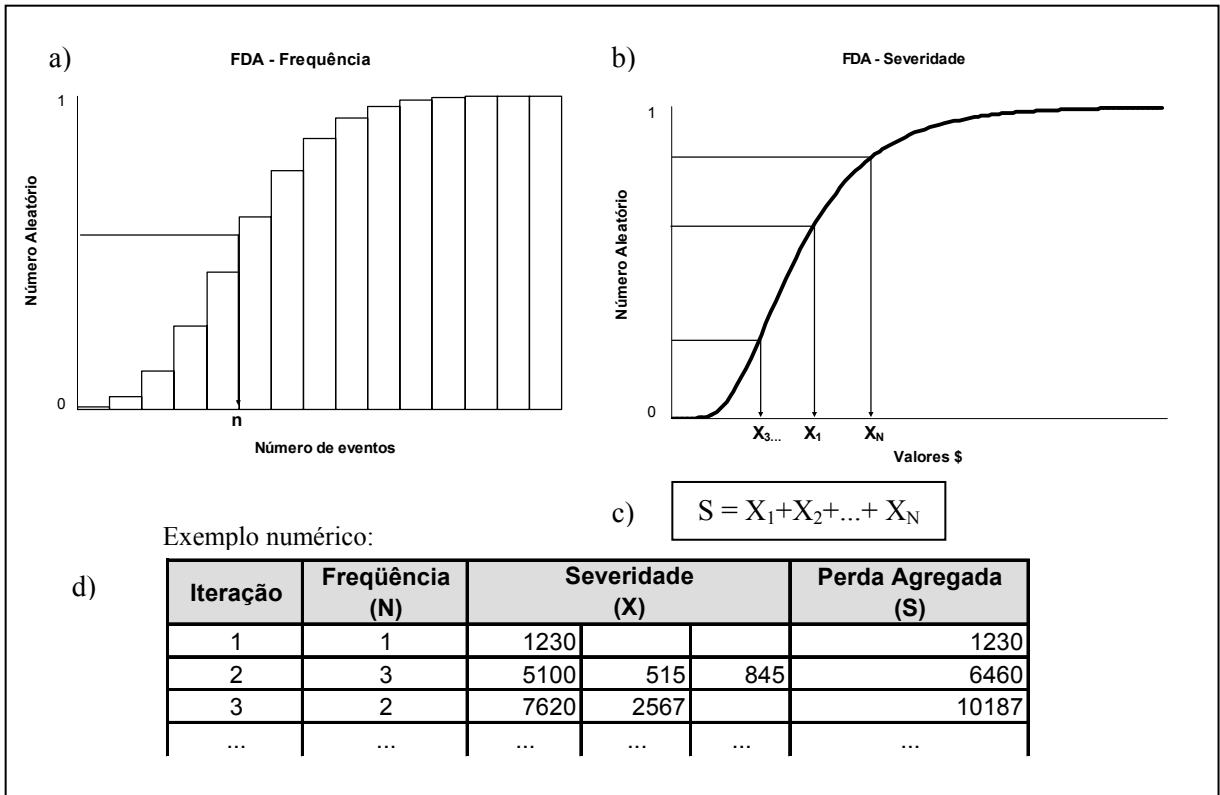 a)
FDA - Frequência
1
Número Aleatório
0
n
Número de eventos
b)
FDA - Severidade
1
Número Aleatório
0
X3... X1 XN
Valores $
c)
S = X1+X2+...+ XN
Exemplo numérico:
d)
Iteração Freqüência (N) Severidade (X) Perda Agregada (S)
1 1 1230 1230
2 3 5100 515 845 6460
3 2 7620 2567 10187
... ... ... ... ... ...